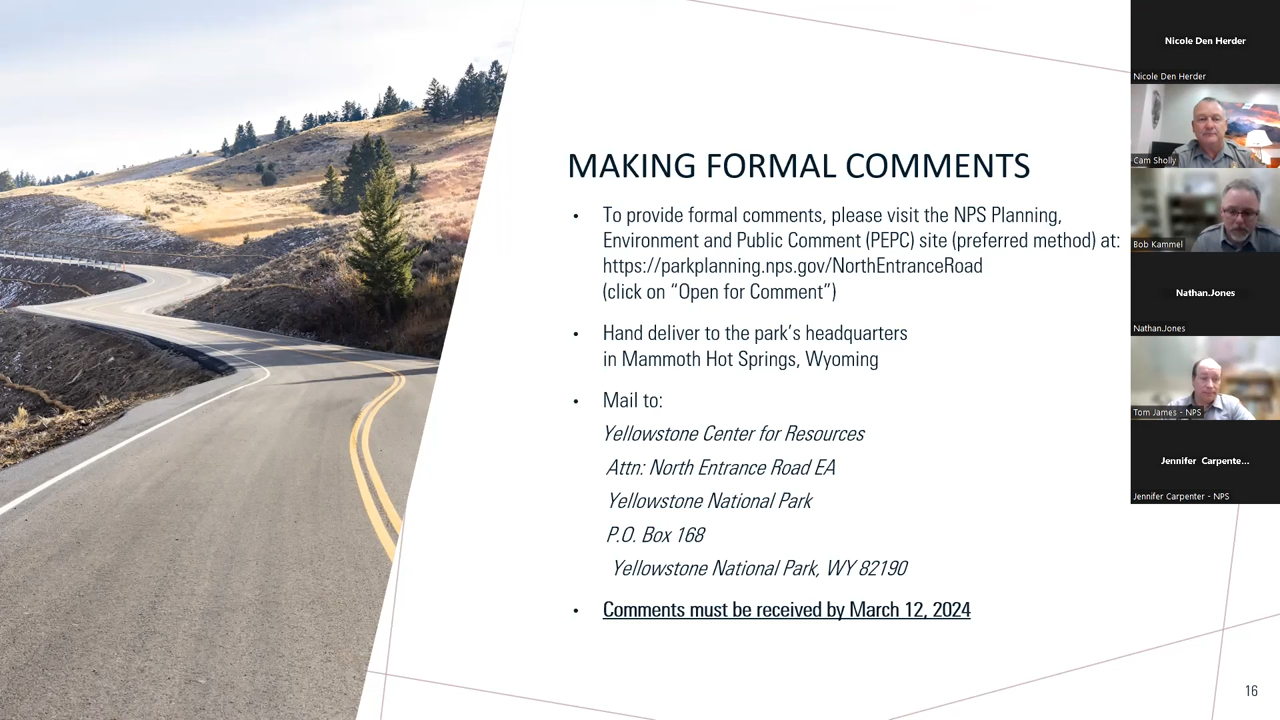 MAKING FORMAL COMMENTS
• To provide formal comments, please visit the NPS Planning,
Environment and Public Comment (PEPC) site (preferred method) at:
https://parkplanning.nps.gov/NorthEntranceRoad
(click on “Open for Comment”)
• Hand deliver to the park’s headquarters
in Mammoth Hot Springs, Wyoming
• Mail to:
Yellowstone Center for Resources
Attn: North Entrance Road EA
Yellowstone National Park
P.O. Box 168
Yellowstone National Park, WY 82190
• Comments must be received by March 12, 2024
16
Nicole Den Herder
Nicole Den Herder
Cam Sholly
Bob Kammel
Nathan.Jones
Nathan.Jones
Tom James - NPS
Jennifer Carpente...
Jennifer Carpenter - NPS